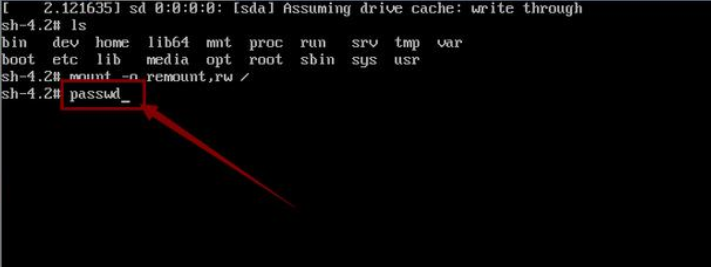 [    2.121635] sd 0:0:0:0: [sda] Assuming drive cache: write through
sh-4.2# ls
bin   dev  home  lib64  mnt  proc  run   srv  tmp  var
boot  etc  lib   media  opt  root  sbin  sys  usr
sh-4.2# mount -o remount,rw /
sh-4.2# passwd_